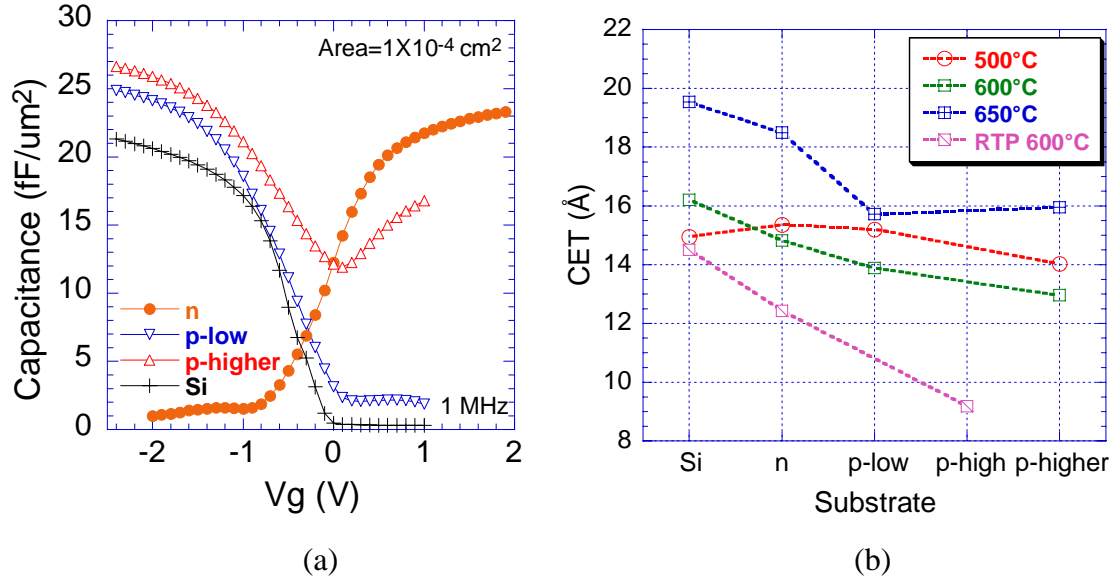 30
25
20
15
10
5
0
Capacitance (fF/um2)
Area=1X10-4 cm2
n
p-low
p-higher
Si
1 MHz
-2
-1
0
1
2
Vg (V)
(a)
22
20
18
16
14
12
10
8
CET (Å)
500°C
600°C
650°C
RTP 600°C
Si
n
p-low
p-high
p-higher
Substrate
(b)